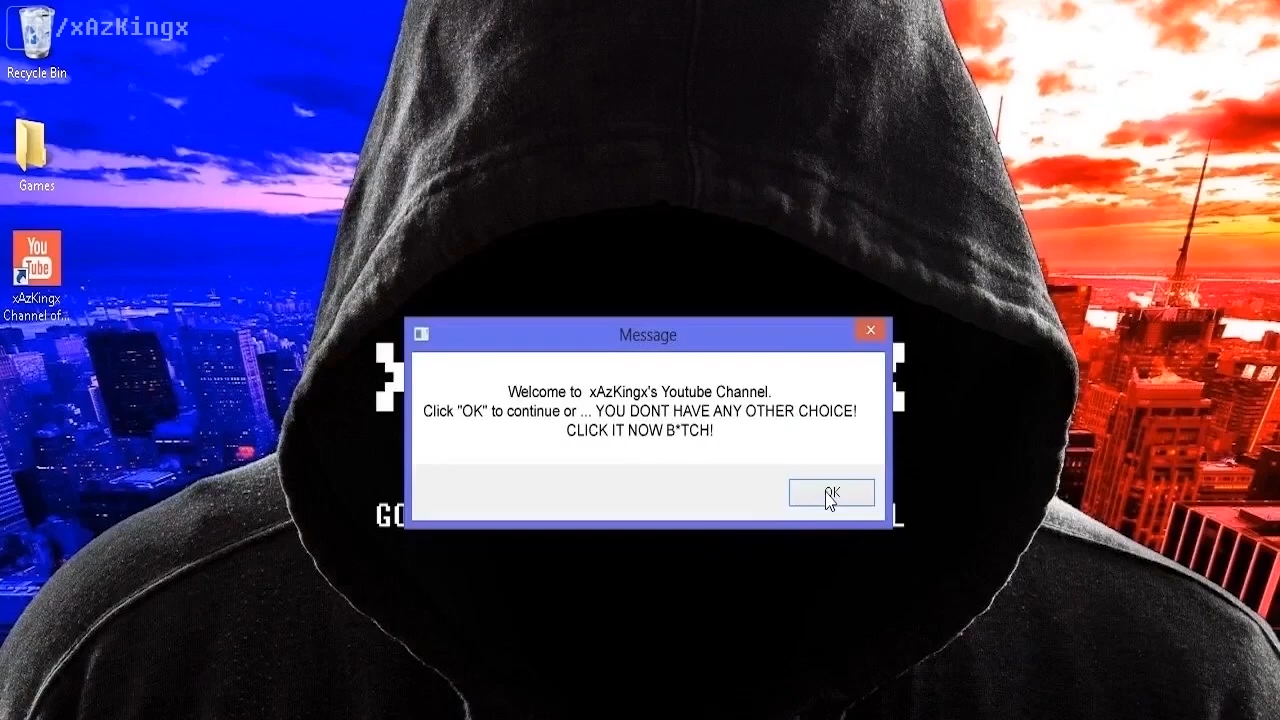 /xAzKingx
Recycle Bin
Games
You
Tube
xAzKingx
Channel of...
Message
Welcome to  xAzKingx's Youtube Channel.
Click "OK" to continue or ... YOU DONT HAVE ANY OTHER CHOICE!
CLICK IT NOW B*TCH!
OK